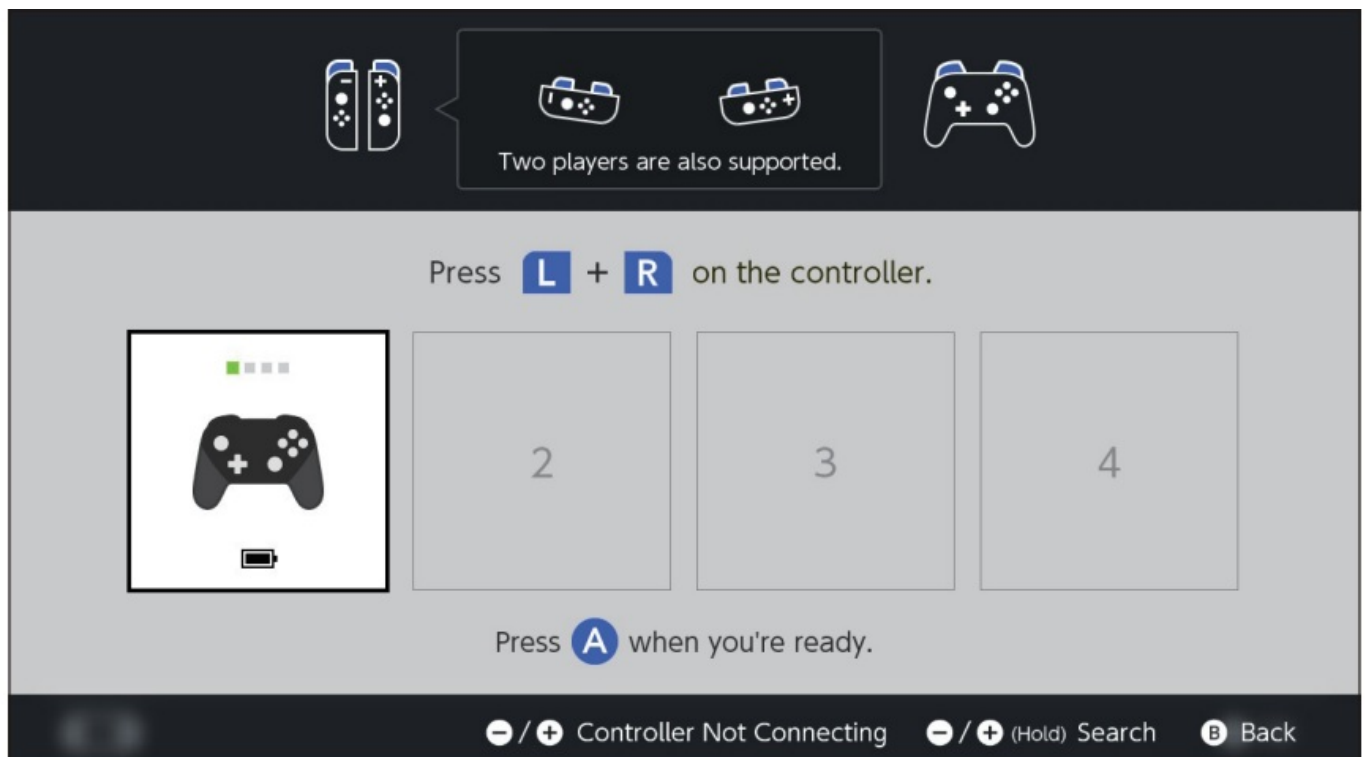 Two players are also supported.
Press L + R on the controller.
2
3
4
Press A when you're ready.
-/+ Controller Not Connecting -/+ (Hold) Search B Back